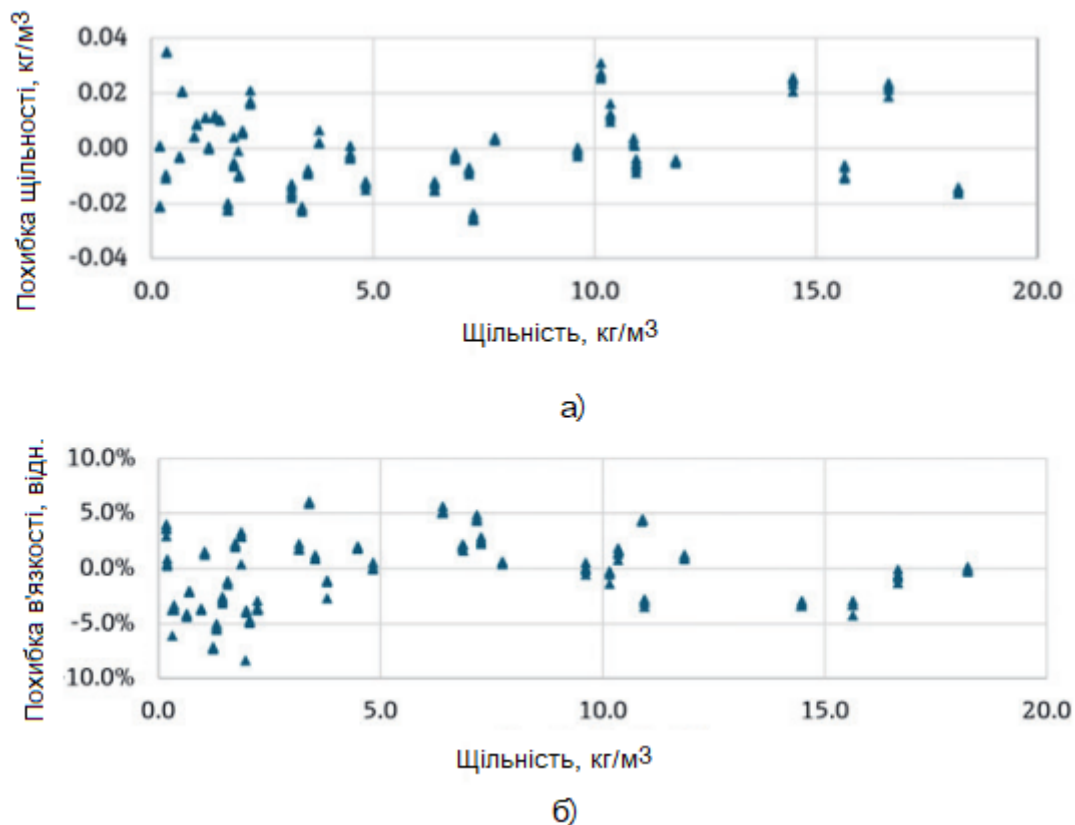 Похибка щільності, кг/м3
0.04
0.02
0.00
-0.02
-0.04
0.0 5.0 10.0 15.0 20.0
Щільність, кг/м3
а)
Похибка в'язкості, відн.
10.0%
5.0%
0.0%
-5.0%
10.0%
0.0 5.0 10.0 15.0 20.0
Щільність, кг/м3
б)